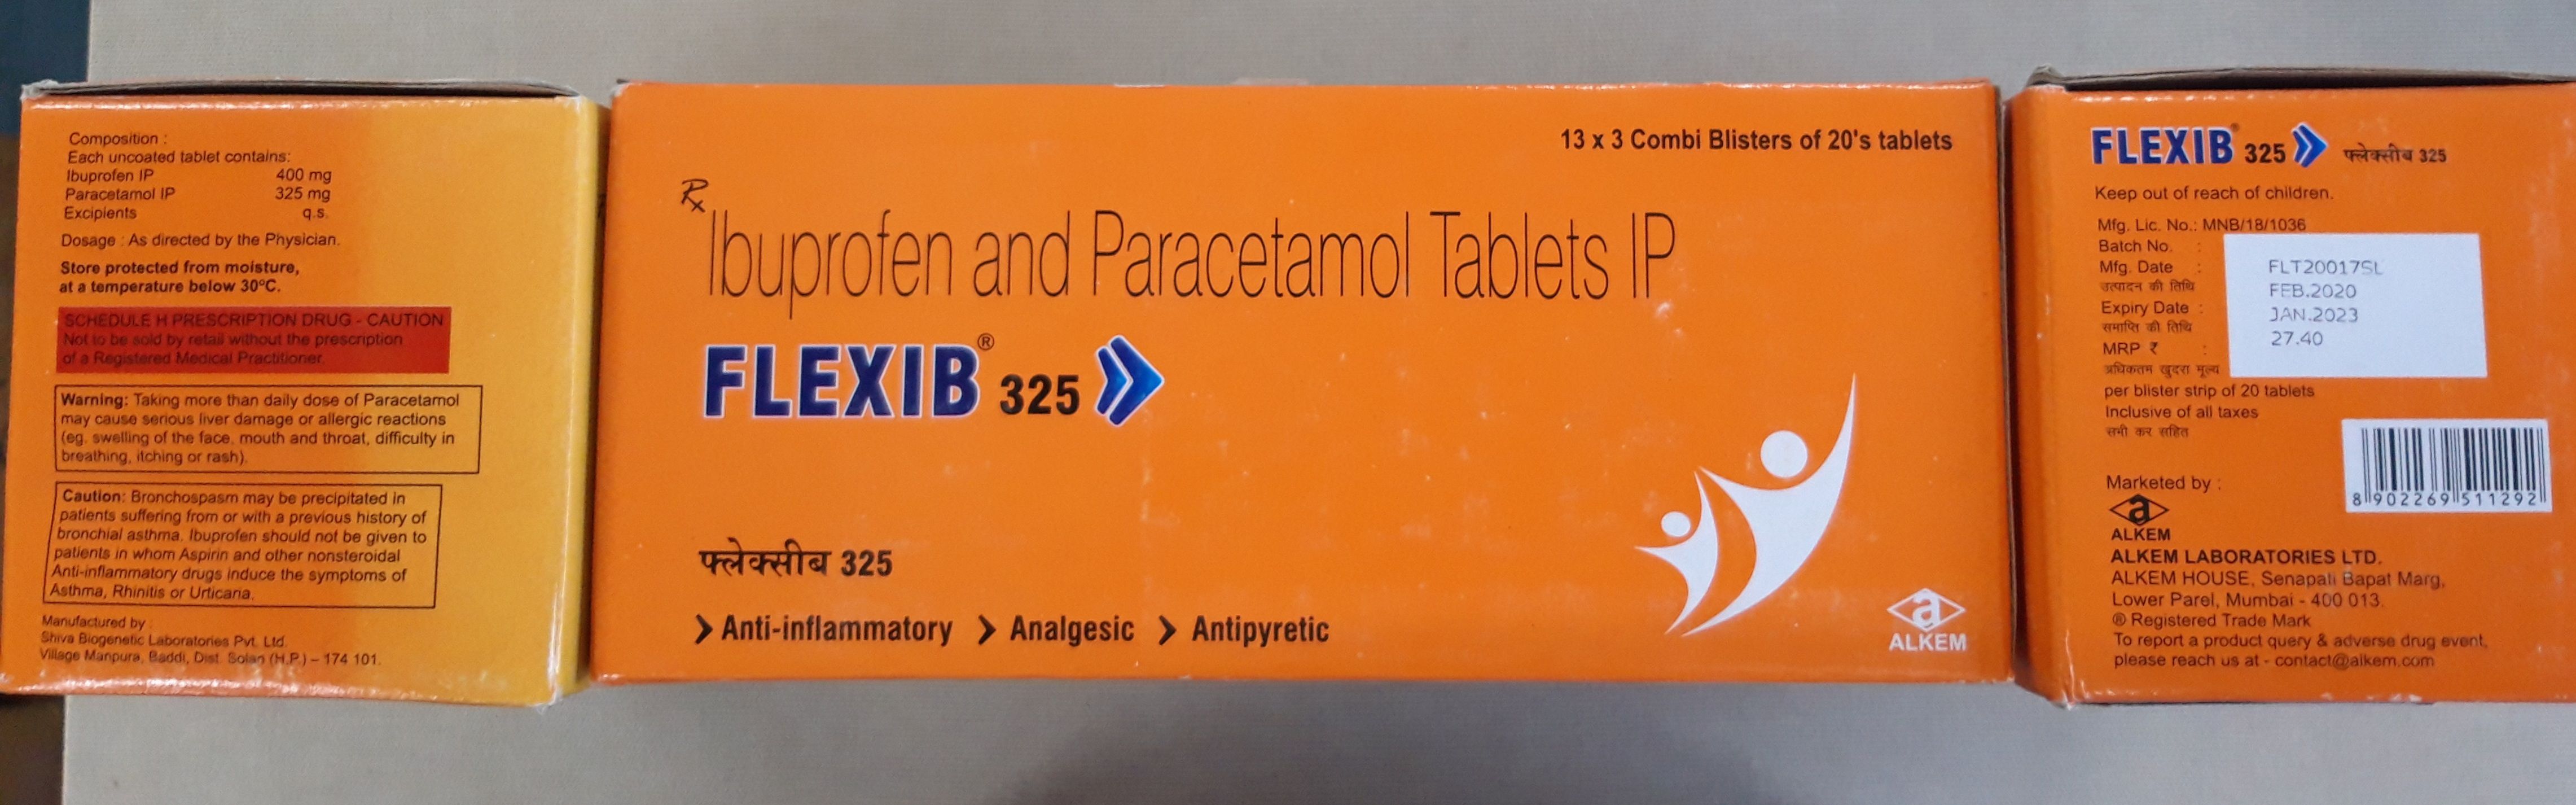 Composition :
Each uncoated tablet contains:
Ibuprofen IP 400 mg
Paracetamol IP 325 mg
Excipients q.s.
Dosage : As directed by the Physician.
Store protected from moisture,
at a temperature below 30°C.
SCHEDULE H PRESCRIPTION DRUG - CAUTION
Not to be sold by retail without the prescription
of a Registered Medical Practitioner.
Warning: Taking more than daily dose of Paracetamol
may cause serious liver damage or allergic reactions
(eg. swelling of the face, mouth and throat, difficulty in
breathing, itching or rash).
Caution: Bronchospasm may be precipitated in
patients suffering from or with a previous history of
bronchial asthma. Ibuprofen should not be given to
patients in whom Aspirin and other nonsteroidal
Anti-inflammatory drugs induce the symptoms of
Asthma, Rhinitis or Urticaria.
Manufactured by :
Shiva Biogenetic Laboratories Pvt. Ltd.
Village Manpura, Baddi, Dist. Solan (H.P.) – 174 101.
13 x 3 Combi Blisters of 20's tablets
Rx
Ibuprofen and Paracetamol Tablets IP
FLEXIB® 325
फ्लेक्सीब 325
Anti-inflammatory Analgesic Antipyretic
a
ALKEM
FLEXIB® 325 फ्लेक्सीब 325
Keep out of reach of children.
Mfg. Lic. No.: MNB/18/1036
Batch No. : FLT20017SL
Mfg. Date : FEB.2020
उत्पादन की तिथि
Expiry Date : JAN.2023
समाप्ति की तिथि
MRP ₹ : 27.40
अधिकतम खुदरा मूल्य
per blister strip of 20 tablets
Inclusive of all taxes
सभी कर सहित
8 902269 511292
Marketed by :
a
ALKEM
ALKEM LABORATORIES LTD.
ALKEM HOUSE, Senapati Bapat Marg,
Lower Parel, Mumbai - 400 013.
® Registered Trade Mark
To report a product query & adverse drug event,
please reach us at - contact@alkem.com